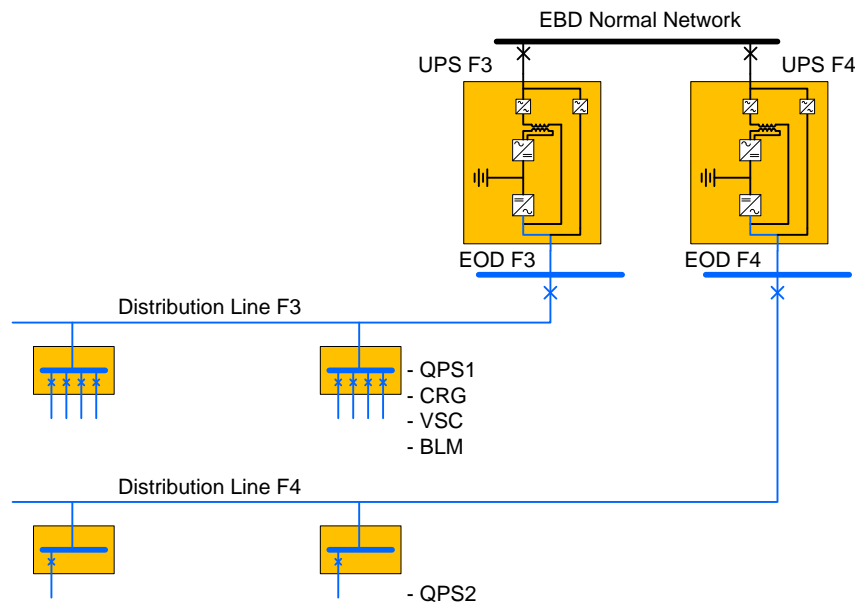 EBD Normal Network
UPS F3
UPS F4
EOD F3
EOD F4
Distribution Line F3
- QPS1
- CRG
- VSC
- BLM
Distribution Line F4
- QPS2